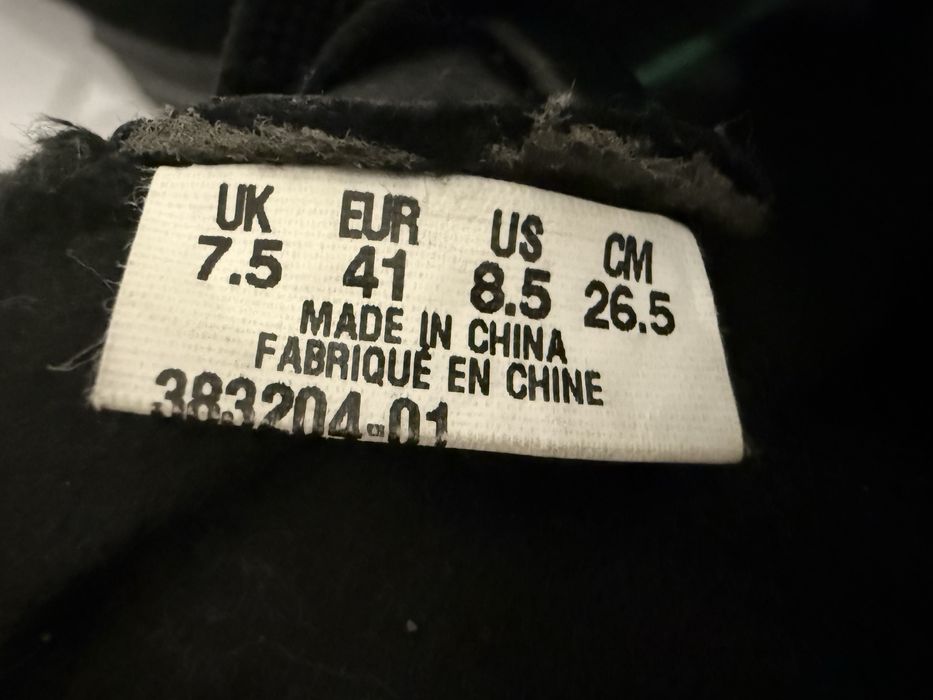 UK EUR US CM
7.5 41 8.5 26.5
MADE IN CHINA
FABRIQUÉ EN CHINE
383204-01